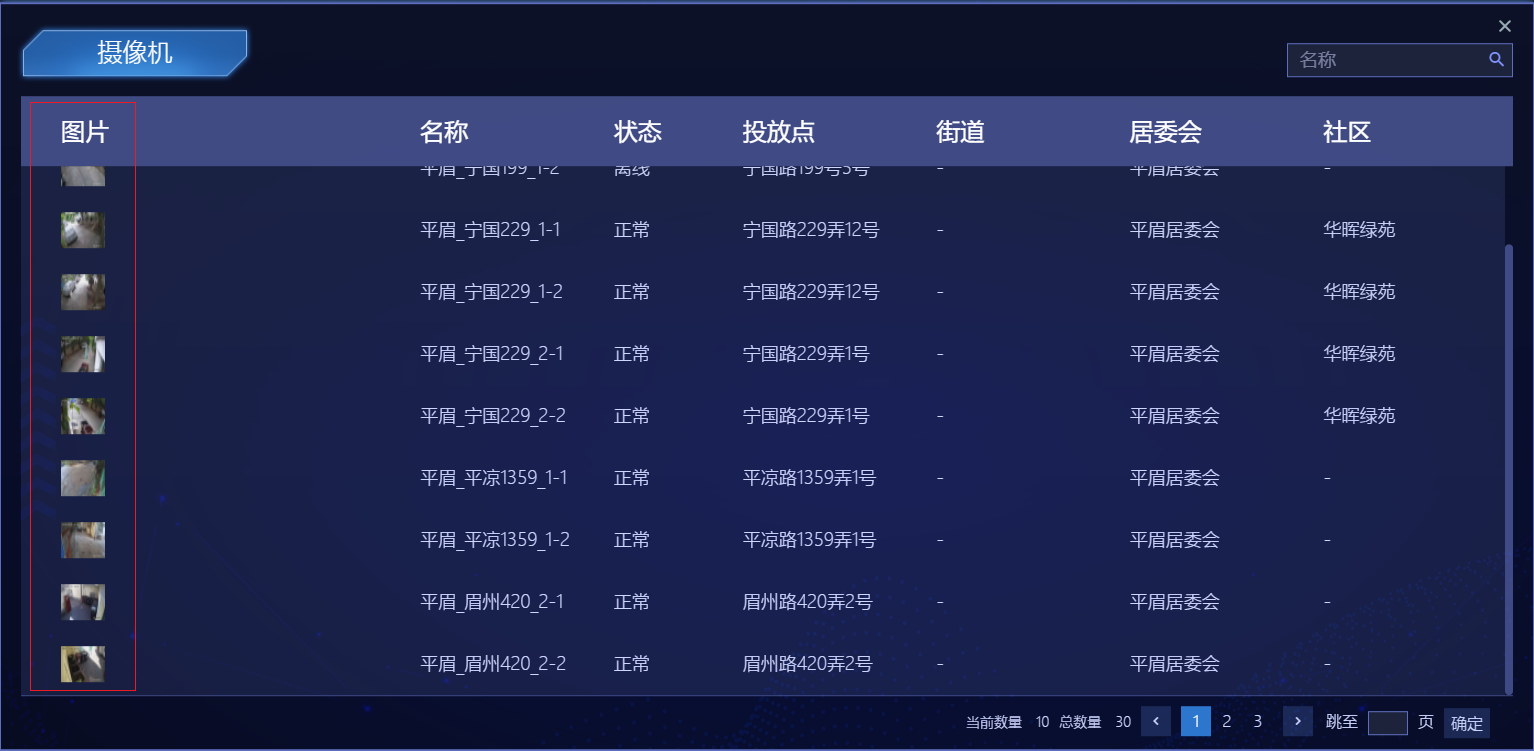 ×
摄像机
名称
图片 名称 状态 投放点 街道 居委会 社区
平眉_宁国199_1-2 离线 宁国路199号5号 - 平眉居委会 -
平眉_宁国229_1-1 正常 宁国路229弄12号 - 平眉居委会 华晖绿苑
平眉_宁国229_1-2 正常 宁国路229弄12号 - 平眉居委会 华晖绿苑
平眉_宁国229_2-1 正常 宁国路229弄1号 - 平眉居委会 华晖绿苑
平眉_宁国229_2-2 正常 宁国路229弄1号 - 平眉居委会 华晖绿苑
平眉_平凉1359_1-1 正常 平凉路1359弄1号 - 平眉居委会 -
平眉_平凉1359_1-2 正常 平凉路1359弄1号 - 平眉居委会 -
平眉_眉州420_2-1 正常 眉州路420弄2号 - 平眉居委会 -
平眉_眉州420_2-2 正常 眉州路420弄2号 - 平眉居委会 -
当前数量 10 总数量 30 ‹ 1 2 3 › 跳至 页 确定